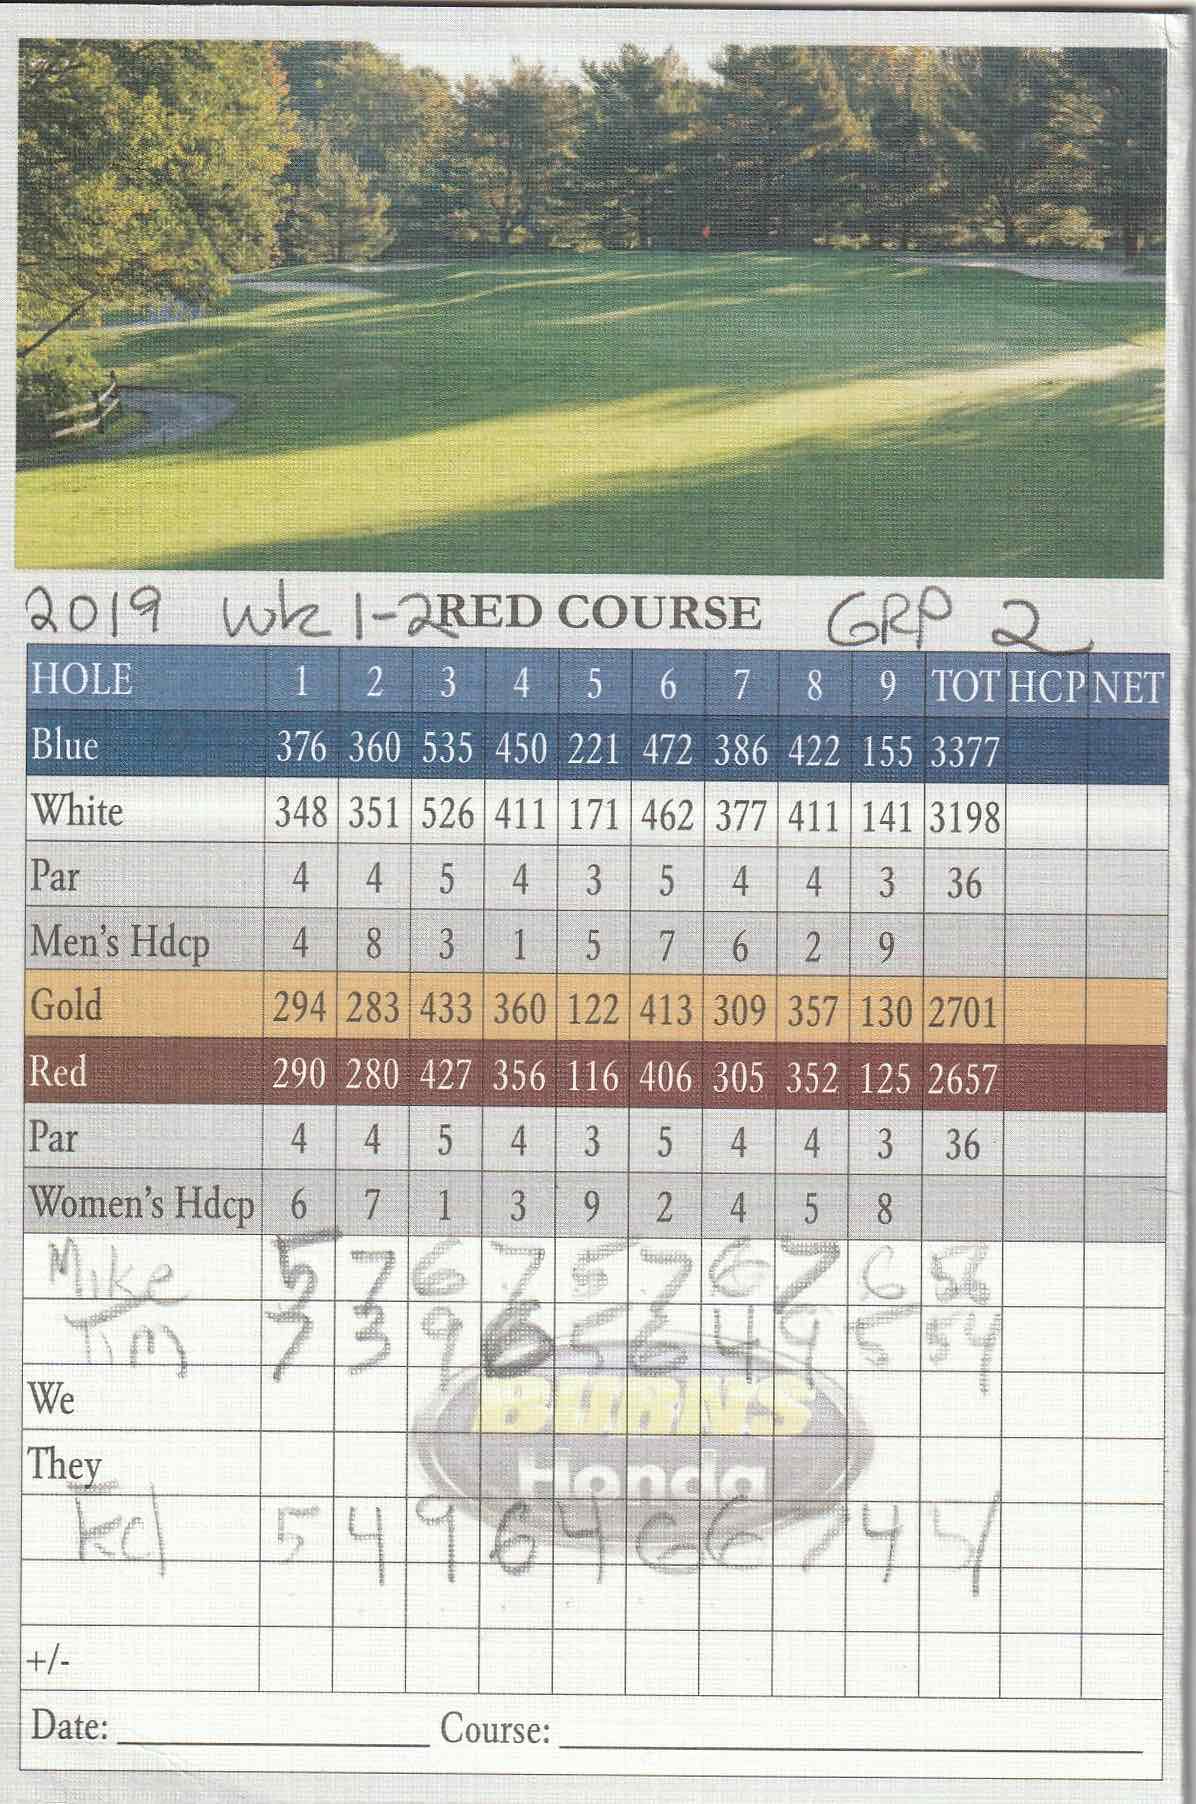 2019 Wk 1-2 RED COURSE GRP 2
HOLE 1 2 3 4 5 6 7 8 9 TOT HCP NET
Blue 376 360 535 450 221 472 386 422 155 3377
White 348 351 526 411 171 462 377 411 141 3198
Par 4 4 5 4 3 5 4 4 3 36
Men's Hdcp 4 8 3 1 5 7 6 2 9
Gold 294 283 433 360 122 413 309 357 130 2701
Red 290 280 427 356 116 406 305 352 125 2657
Par 4 4 5 4 3 5 4 4 3 36
Women's Hdcp 6 7 1 3 9 2 4 5 8
Mike 5 7 6 7 5 7 6 7 6 56
Tim 7 3 9 6 5 6 4 9 5 54
We
BURNS
They
Honda
Ed 5 4 9 6 4 6 6 7 4 51
+/-
Date: Course: